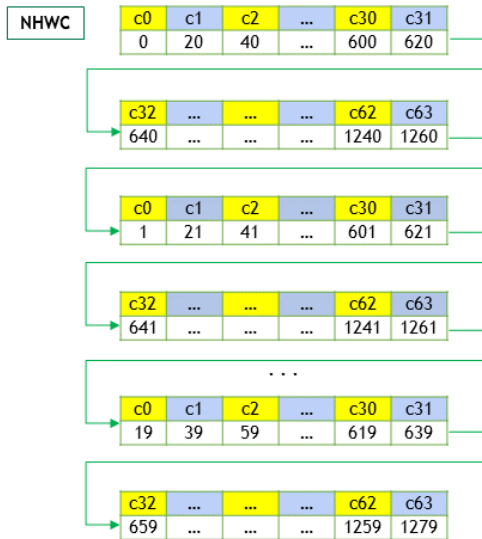 NHWC
c0 c1 c2 ... c30 c31
0 20 40 ... 600 620
c32 ... ... ... c62 c63
640 ... ... ... 1240 1260
c0 c1 c2 ... c30 c31
1 21 41 ... 601 621
c32 ... ... ... c62 c63
641 ... ... ... 1241 1261
. . .
c0 c1 c2 ... c30 c31
19 39 59 ... 619 639
c32 ... ... ... c62 c63
659 ... ... ... 1259 1279